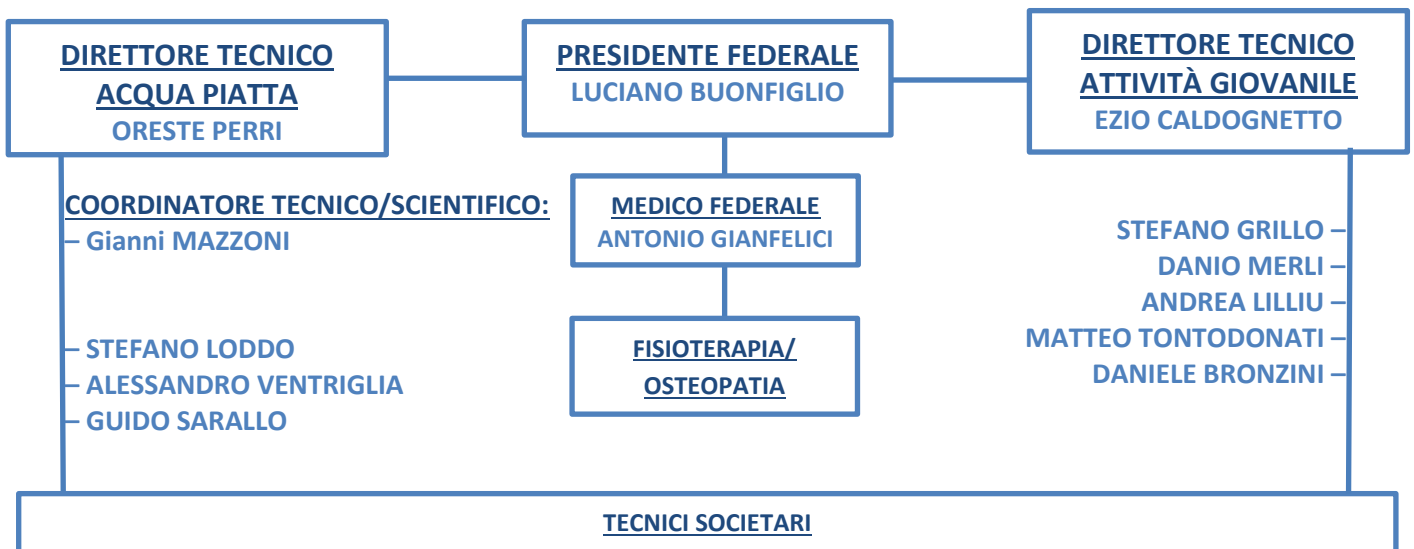 DIRETTORE TECNICO
ACQUA PIATTA
ORESTE PERRI
PRESIDENTE FEDERALE
LUCIANO BUONFIGLIO
DIRETTORE TECNICO
ATTIVITÀ GIOVANILE
EZIO CALDOGNETTO
COORDINATORE TECNICO/SCIENTIFICO:
– Gianni MAZZONI
– STEFANO LODDO
– ALESSANDRO VENTRIGLIA
– GUIDO SARALLO
MEDICO FEDERALE
ANTONIO GIANFELICI
FISIOTERAPIA/
OSTEOPATIA
STEFANO GRILLO –
DANIO MERLI –
ANDREA LILLIU –
MATTEO TONTODONATI –
DANIELE BRONZINI –
TECNICI SOCIETARI